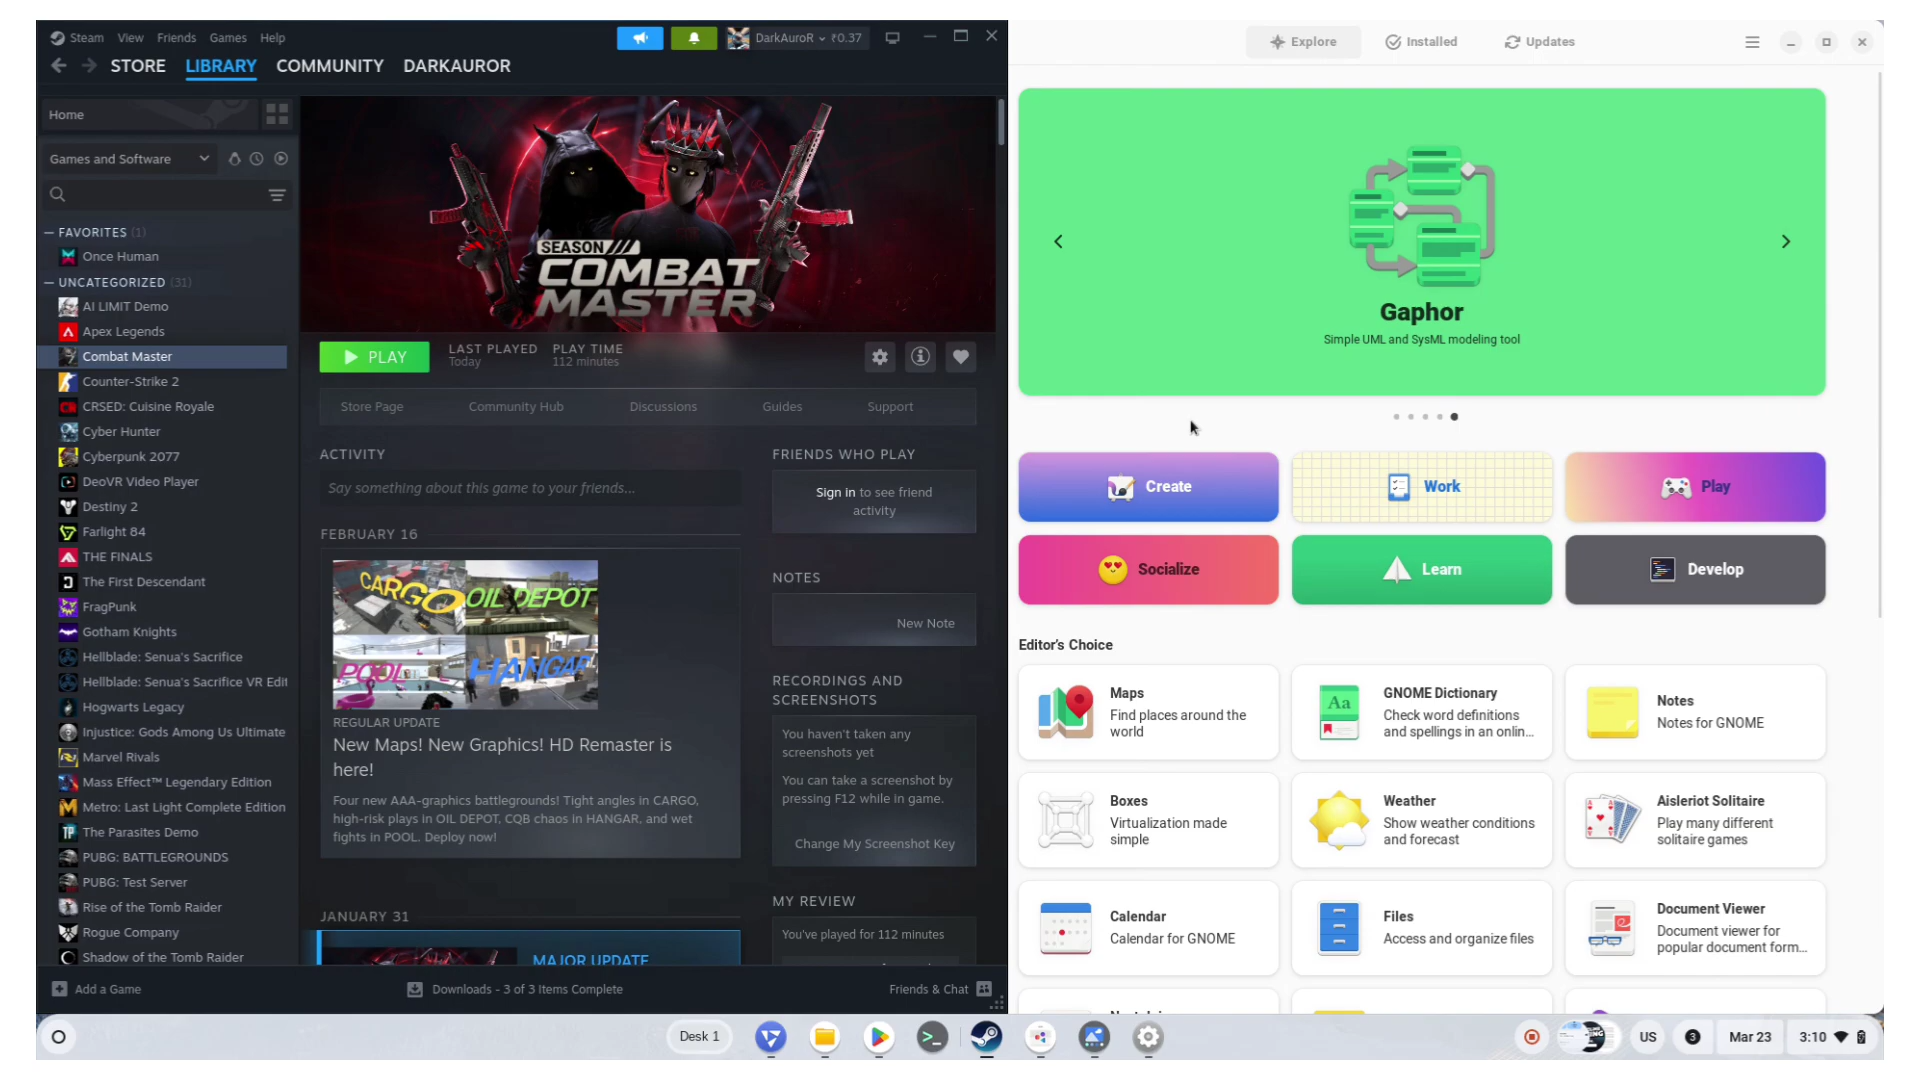 Steam View Friends Games Help
DarkAuroR ₹0.37
STORE LIBRARY COMMUNITY DARKAUROR
Home
Games and Software
— FAVORITES (1)
Once Human
— UNCATEGORIZED (31)
AI LIMIT Demo
Apex Legends
Combat Master
Counter-Strike 2
CRSED: Cuisine Royale
Cyber Hunter
Cyberpunk 2077
DeoVR Video Player
Destiny 2
Farlight 84
THE FINALS
The First Descendant
FragPunk
Gotham Knights
Hellblade: Senua's Sacrifice
Hellblade: Senua's Sacrifice VR Edit
Hogwarts Legacy
Injustice: Gods Among Us Ultimate
Marvel Rivals
Mass Effect™ Legendary Edition
Metro: Last Light Complete Edition
The Parasites Demo
PUBG: BATTLEGROUNDS
PUBG: Test Server
Rise of the Tomb Raider
Rogue Company
Shadow of the Tomb Raider
SEASON
COMBAT
MASTER
PLAY
LAST PLAYED
Today
PLAY TIME
112 minutes
Store Page Community Hub Discussions Guides Support
ACTIVITY
Say something about this game to your friends...
FEBRUARY 16
CARGO OIL DEPOT
POOL HANGAR
REGULAR UPDATE
New Maps! New Graphics! HD Remaster is
here!
Four new AAA-graphics battlegrounds! Tight angles in CARGO,
high-risk plays in OIL DEPOT, CQB chaos in HANGAR, and wet
fights in POOL. Deploy now!
JANUARY 31
MAJOR UPDATE
FRIENDS WHO PLAY
Sign in to see friend
activity
NOTES
New Note
RECORDINGS AND
SCREENSHOTS
You haven't taken any
screenshots yet
You can take a screenshot by
pressing F12 while in game.
Change My Screenshot Key
MY REVIEW
You've played for 112 minutes
Add a Game
Downloads - 3 of 3 Items Complete
Friends & Chat
Explore Installed Updates
Gaphor
Simple UML and SysML modeling tool
Create Work Play
Socialize Learn Develop
Editor's Choice
Maps
Find places around the
world
GNOME Dictionary
Aa
Check word definitions
and spellings in an onlin...
Notes
Notes for GNOME
Boxes
Virtualization made
simple
Weather
Show weather conditions
and forecast
Aisleriot Solitaire
Play many different
solitaire games
Calendar
Calendar for GNOME
Files
Access and organize files
Document Viewer
Document viewer for
popular document form...
Desk 1
US 3 Mar 23 3:10